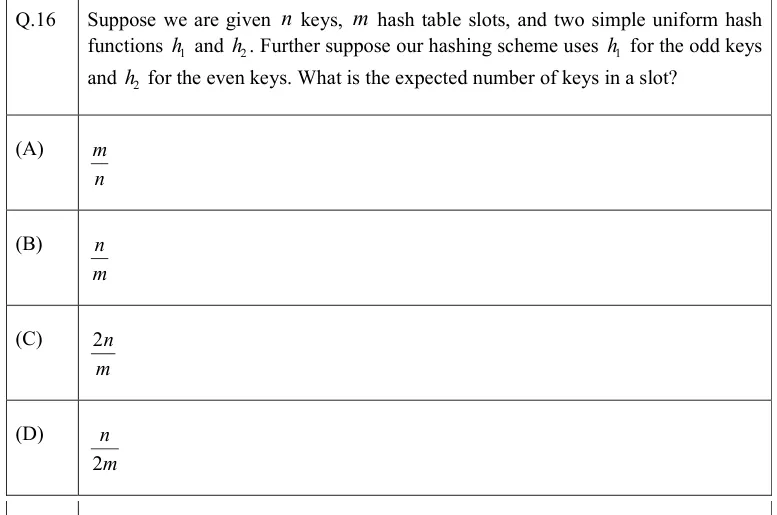 Q.16 Suppose we are given n keys, m hash table slots, and two simple uniform hash
functions h₁ and h₂. Further suppose our hashing scheme uses h₁ for the odd keys
and h₂ for the even keys. What is the expected number of keys in a slot?
(A) m/n
(B) n/m
(C) 2n/m
(D) n/2m